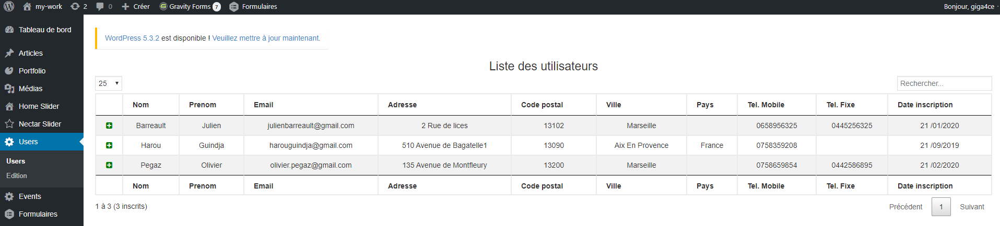 my-work 2 0 Créer Gravity Forms 7 Formulaires Bonjour, giga4ce
Tableau de bord
Articles
Portfolio
Médias
Home Slider
Nectar Slider
Users
Users
Edition
Events
Formulaires
WordPress 5.3.2 est disponible ! Veuillez mettre à jour maintenant.
Liste des utilisateurs
25 Rechercher...
Nom Prenom Email Adresse Code postal Ville Pays Tel. Mobile Tel. Fixe Date inscription
Barreault Julien julienbarreault@gmail.com 2 Rue de lices 13102 Marseille 0658956325 0445256325 21 /01/2020
Harou Guindja harouguindja@gmail.com 510 Avenue de Bagatelle1 13090 Aix En Provence France 0758359208 21 /09/2019
Pegaz Olivier olivier.pegaz@gmail.com 135 Avenue de Montfleury 13200 Marseille 0758659854 0442586895 21 /02/2020
Nom Prenom Email Adresse Code postal Ville Pays Tel. Mobile Tel. Fixe Date inscription
1 à 3 (3 inscrits) Précédent 1 Suivant